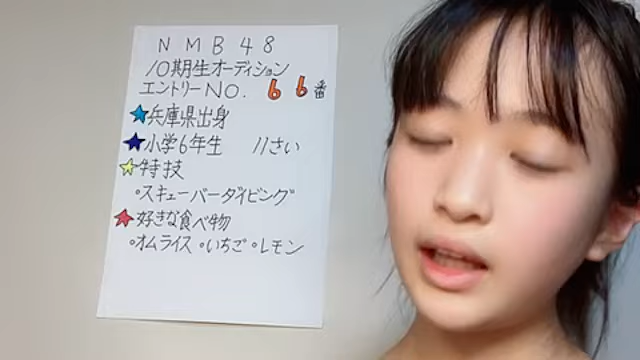 NMB48
10期生オーディション
エントリーNO. 66番
★兵庫県出身
★小学6年生 11さい
★特技
○スキューバーダイビング
★好きな食べ物
○オムライス ○いちご ○レモン